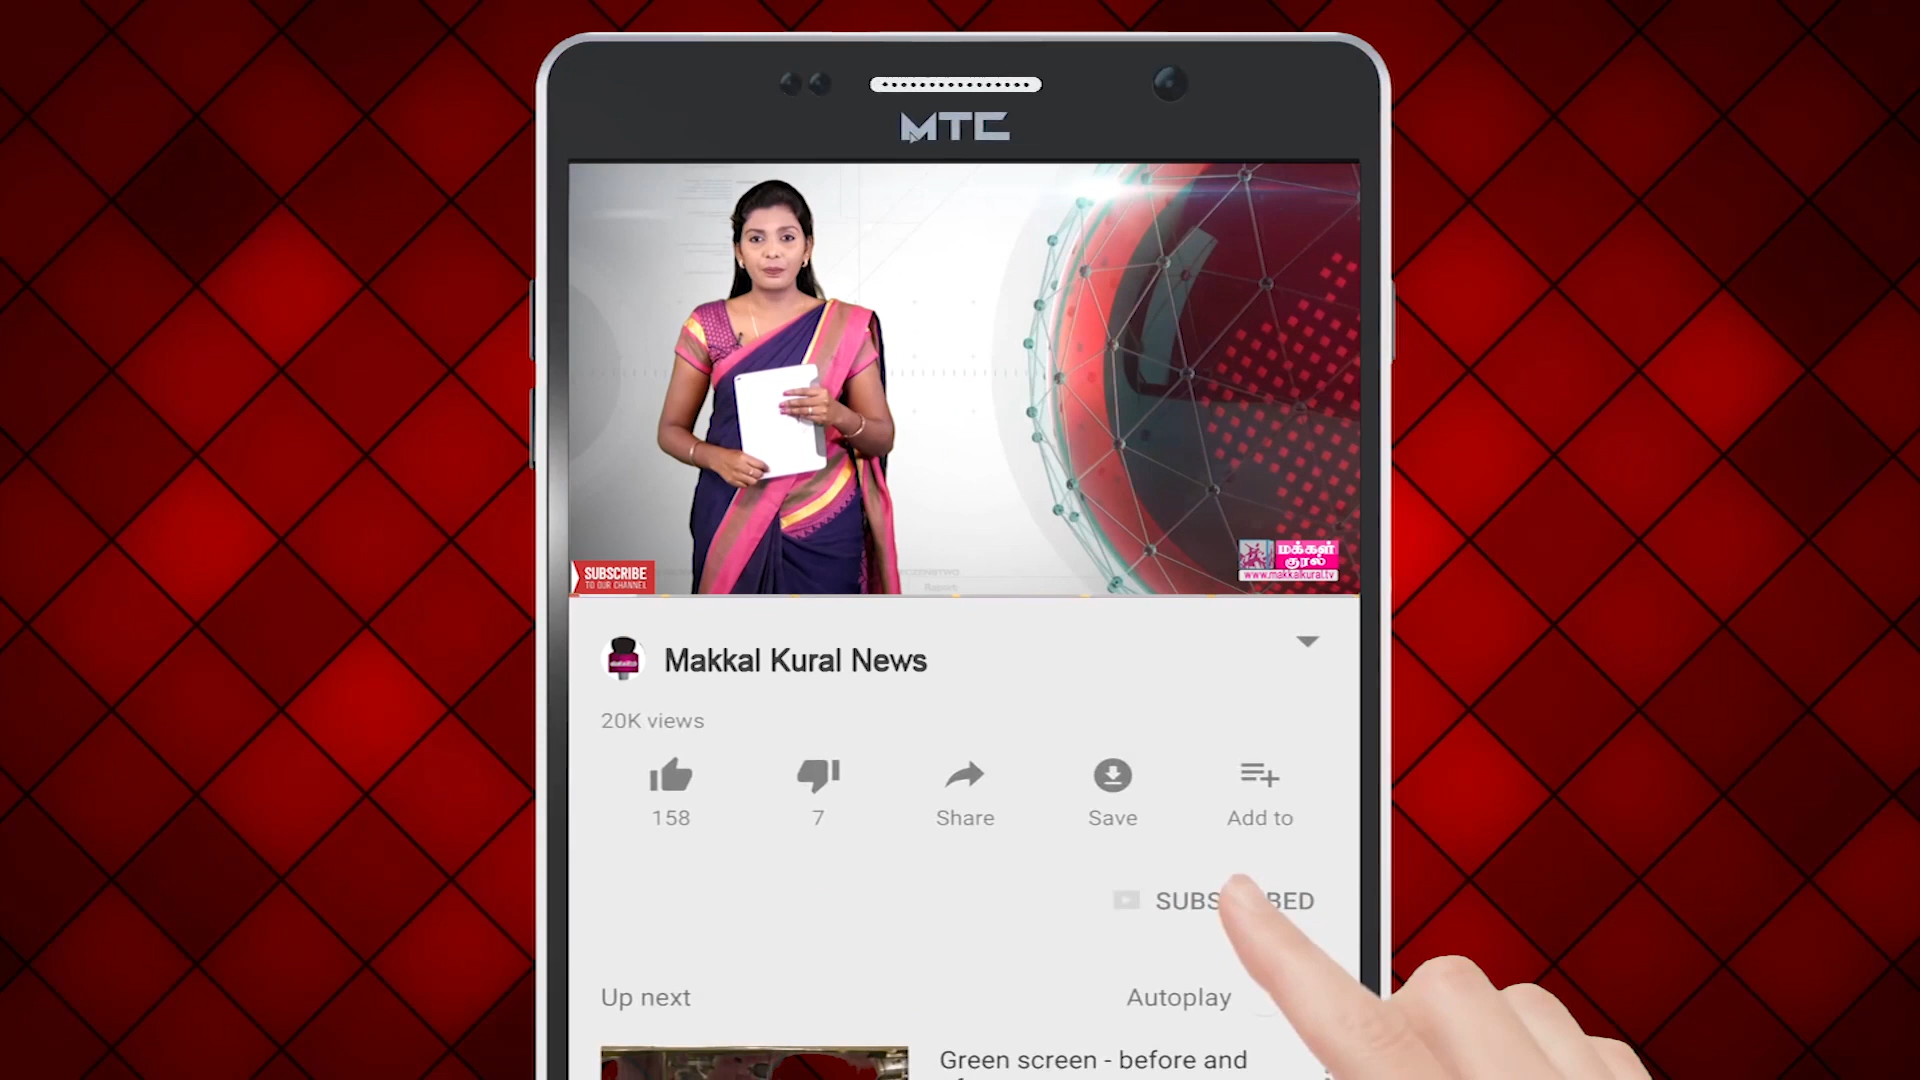 MTC
SUBSCRIBE
TO OUR CHANNEL
மக்கள்
குரல்
www.makkalkural.tv
Makkal Kural News
20K views
158
7
Share
Save
Add to
SUBS BED
Up next
Autoplay
Green screen - before and